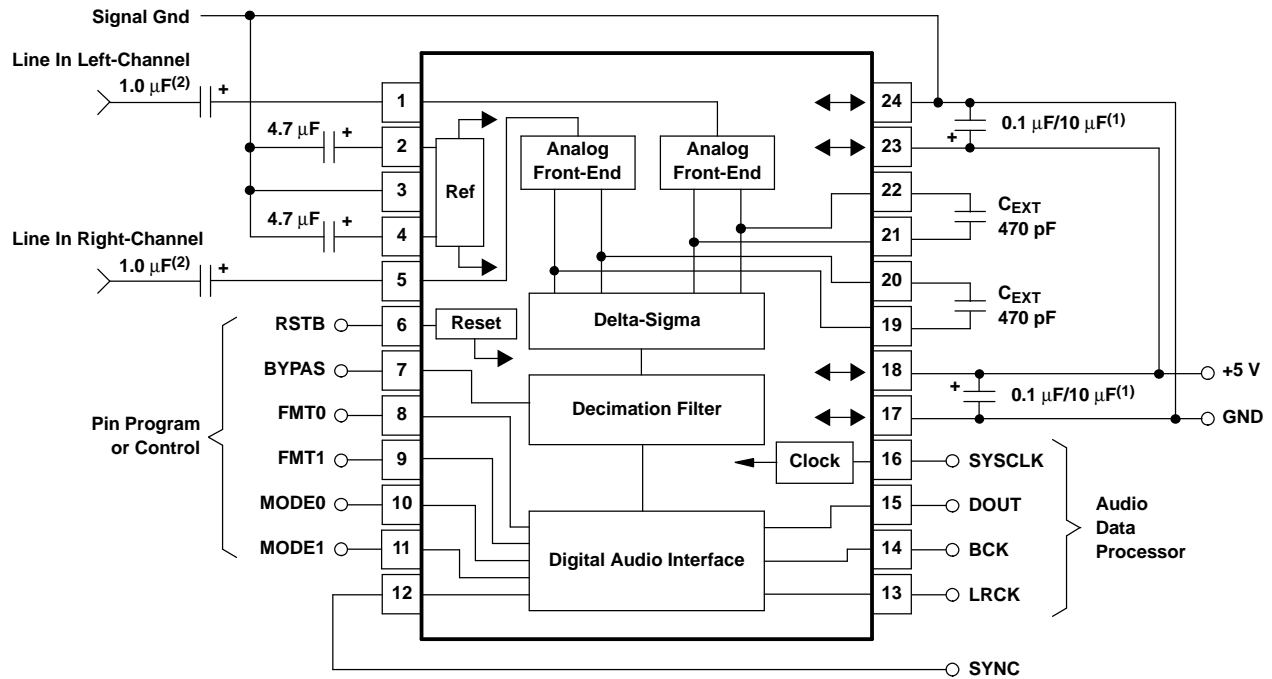 Signal Gnd
Line In Left-Channel
1.0 μF(2)
+
4.7 μF
+
4.7 μF
+
Line In Right-Channel
1.0 μF(2)
+
Pin Program
or Control
RSTB
BYPAS
FMT0
FMT1
MODE0
MODE1
1
2
3
4
5
6
7
8
9
10
11
12
Ref
Reset
Analog
Front-End
Analog
Front-End
Delta-Sigma
Decimation Filter
Clock
Digital Audio Interface
24
23
22
21
20
19
18
17
16
15
14
13
0.1 μF/10 μF(1)
+
CEXT
470 pF
CEXT
470 pF
+
0.1 μF/10 μF(1)
+5 V
GND
SYSCLK
DOUT
BCK
LRCK
Audio
Data
Processor
SYNC